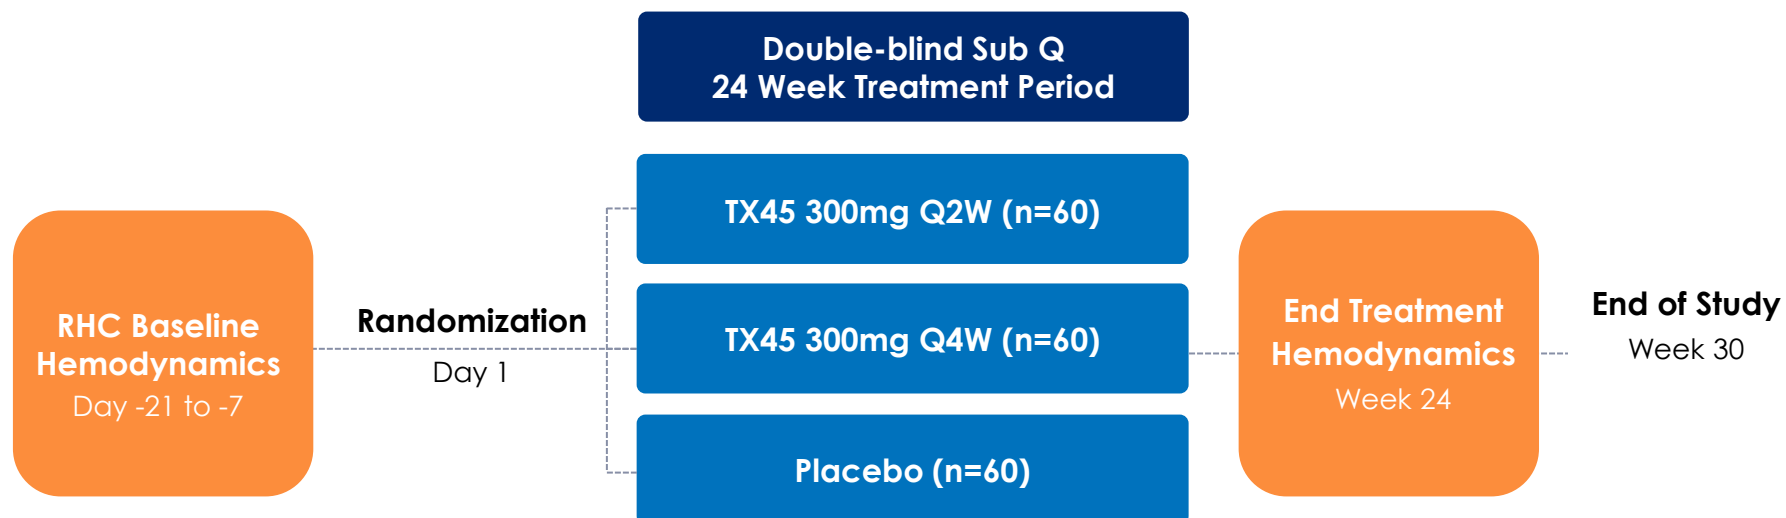 Double-blind Sub Q
24 Week Treatment Period
RHC Baseline
Hemodynamics
Day -21 to -7
Randomization
Day 1
TX45 300mg Q2W (n=60)
TX45 300mg Q4W (n=60)
Placebo (n=60)
End Treatment
Hemodynamics
Week 24
End of Study
Week 30